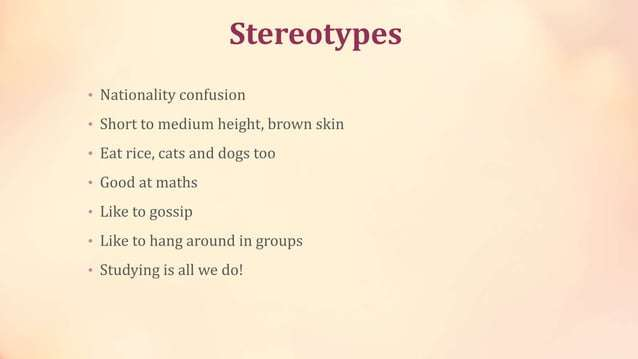 Stereotypes
• Nationality confusion
• Short to medium height, brown skin
• Eat rice, cats and dogs too
• Good at maths
• Like to gossip
• Like to hang around in groups
• Studying is all we do!